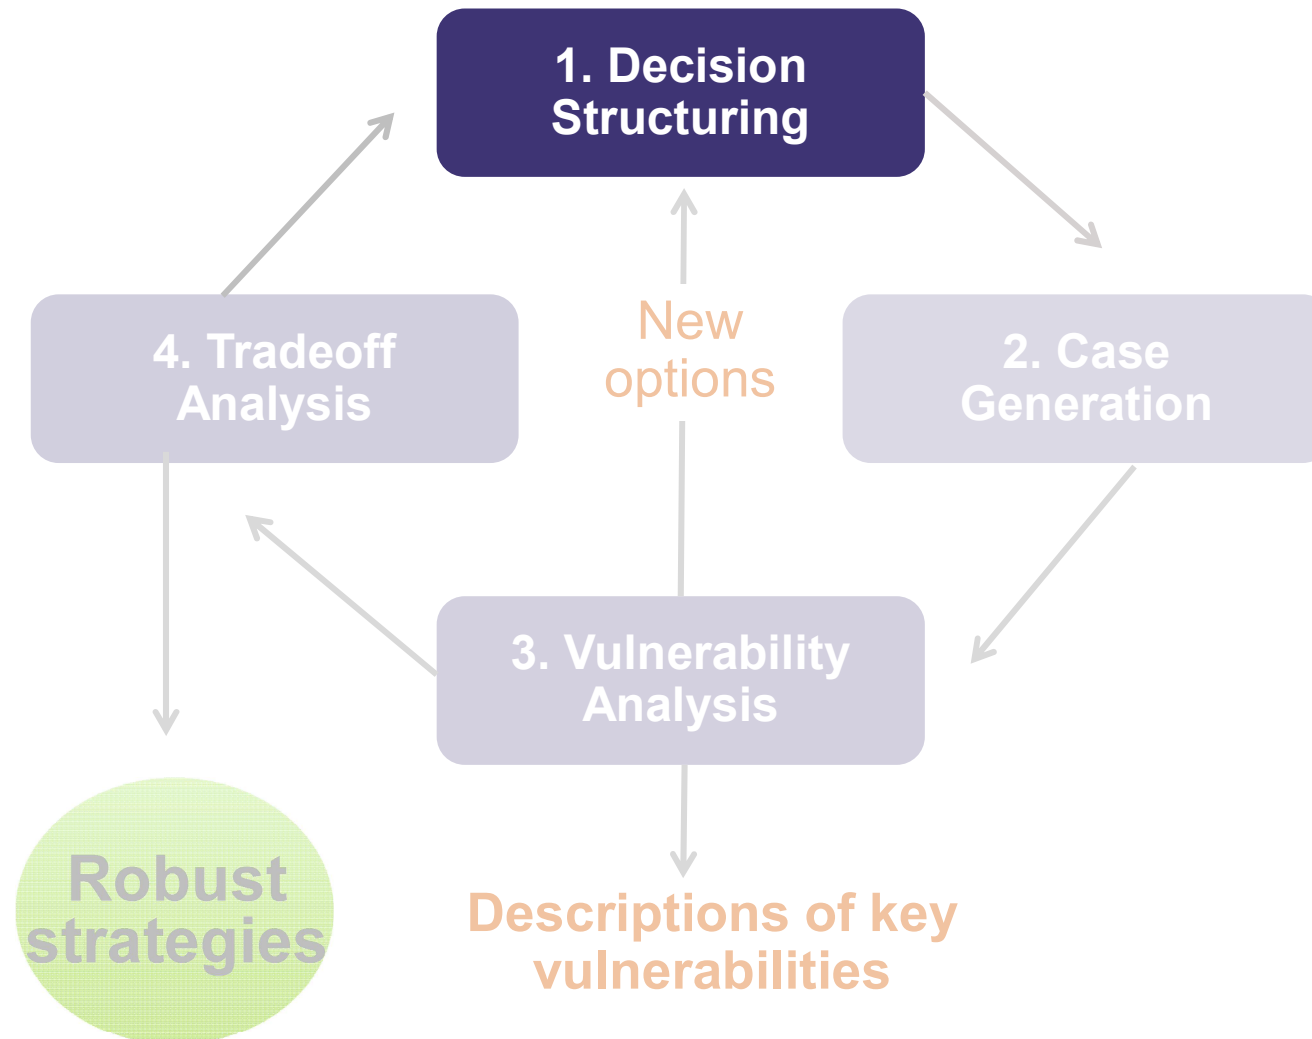 1. Decision
Structuring
New
options
4. Tradeoff
Analysis
2. Case
Generation
3. Vulnerability
Analysis
Robust
strategies
Descriptions of key
vulnerabilities